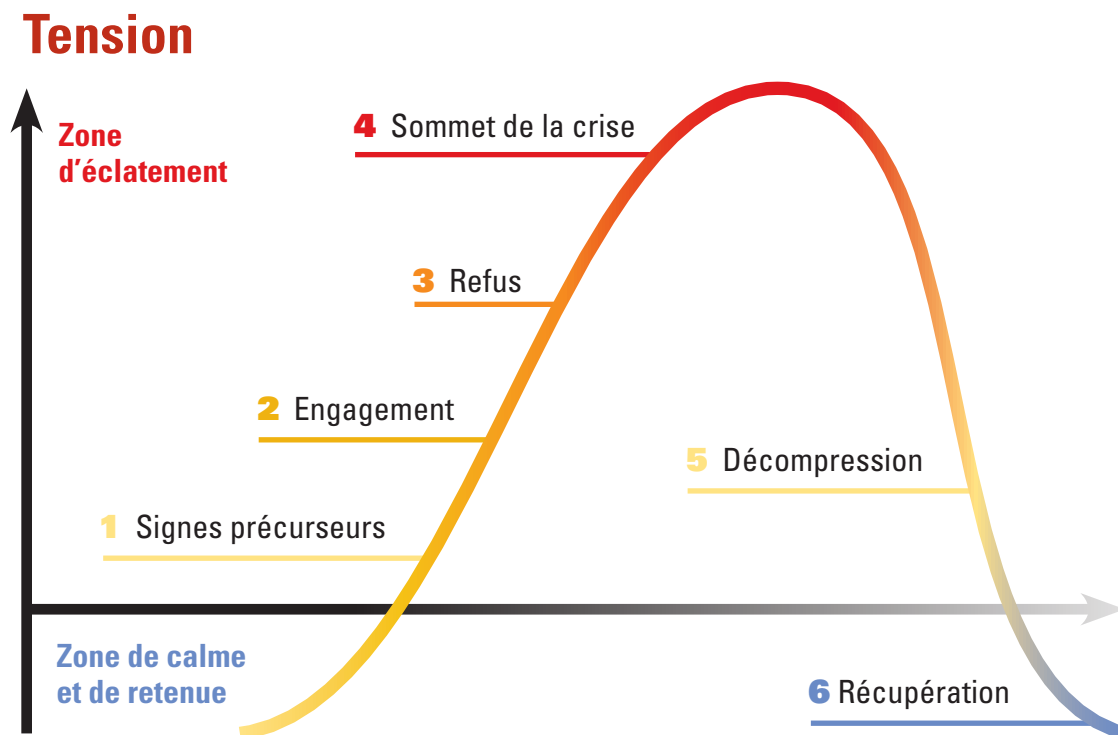 Tension
Zone
d'éclatement
4 Sommet de la crise
3 Refus
2 Engagement
5 Décompression
1 Signes précurseurs
Zone de calme
et de retenue
6 Récupération